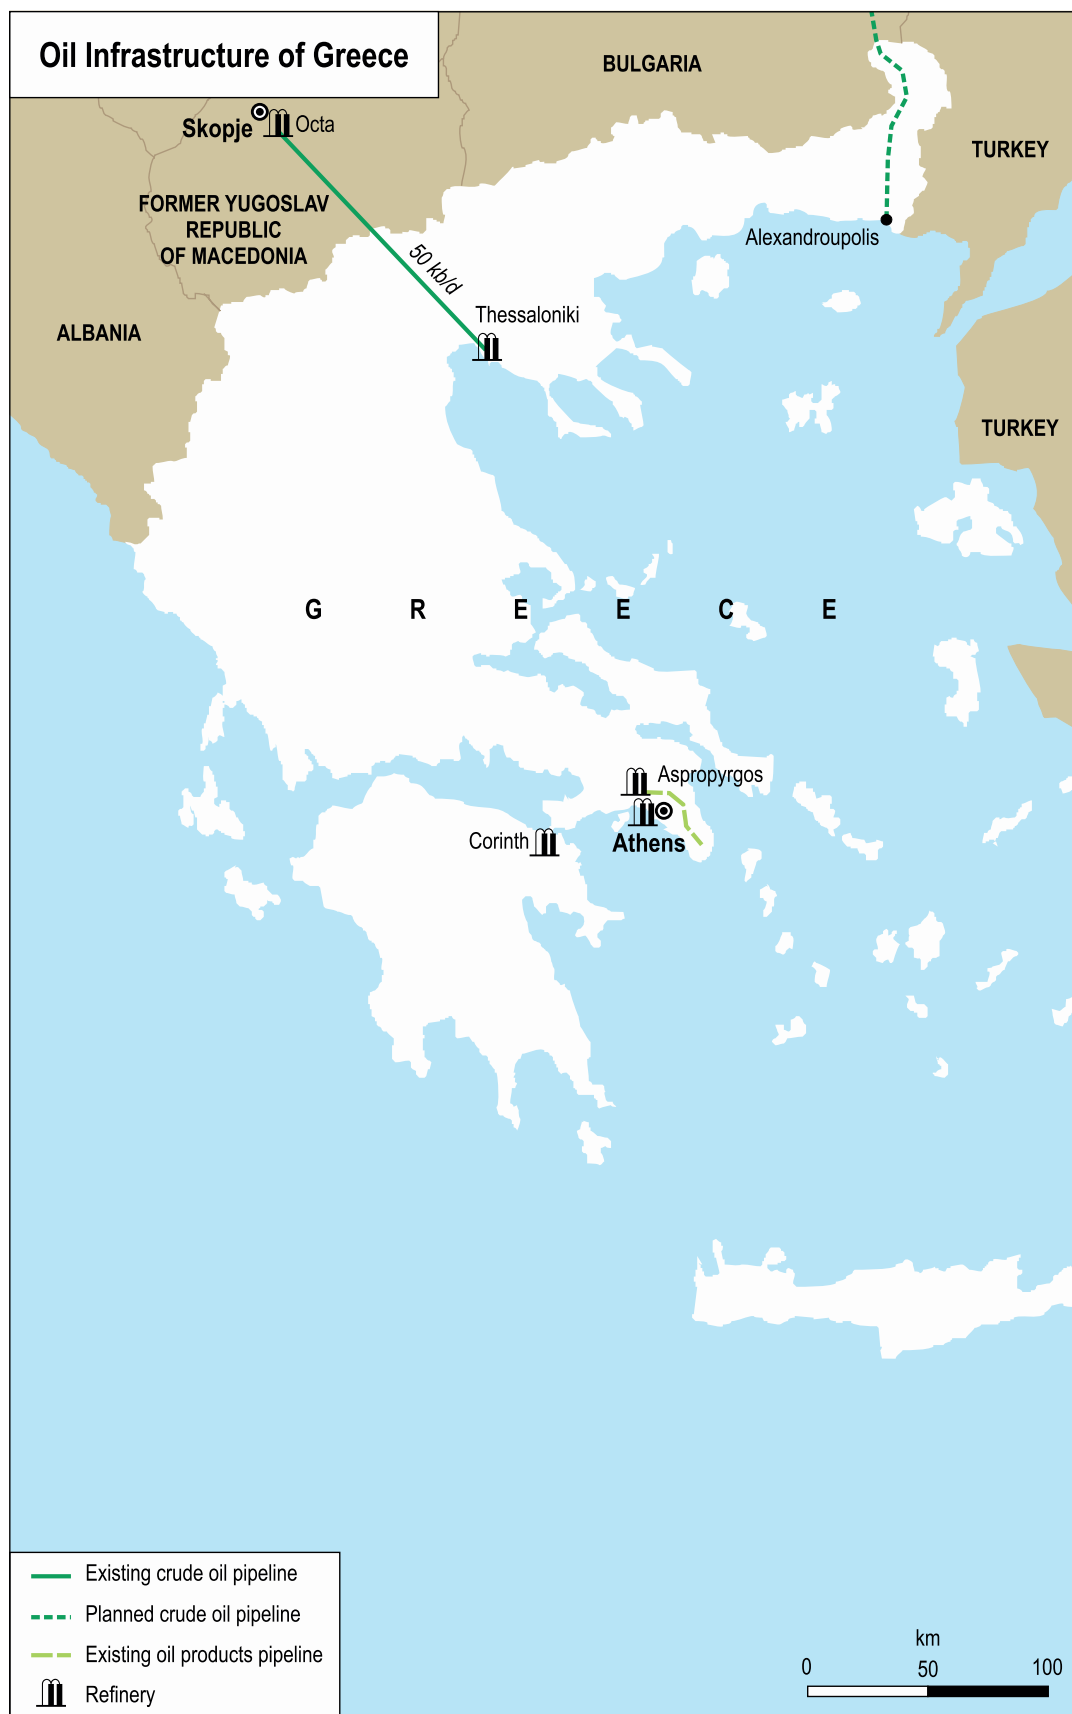 Oil Infrastructure of Greece
BULGARIA
TURKEY
Skopje
Octa
FORMER YUGOSLAV
REPUBLIC
OF MACEDONIA
Alexandroupolis
50 kb/d
Thessaloniki
ALBANIA
TURKEY
G R E E C E
Aspropyrgos
Corinth
Athens
Existing crude oil pipeline
Planned crude oil pipeline
Existing oil products pipeline
Refinery
km
0 50 100